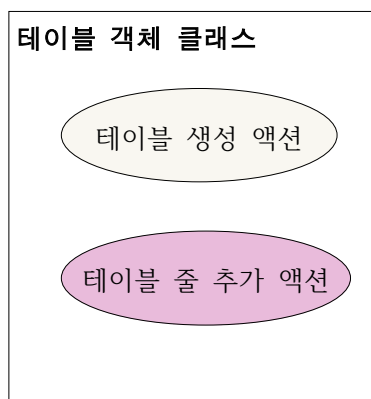 테이블 객체 클래스
테이블 생성 액션
테이블 줄 추가 액션